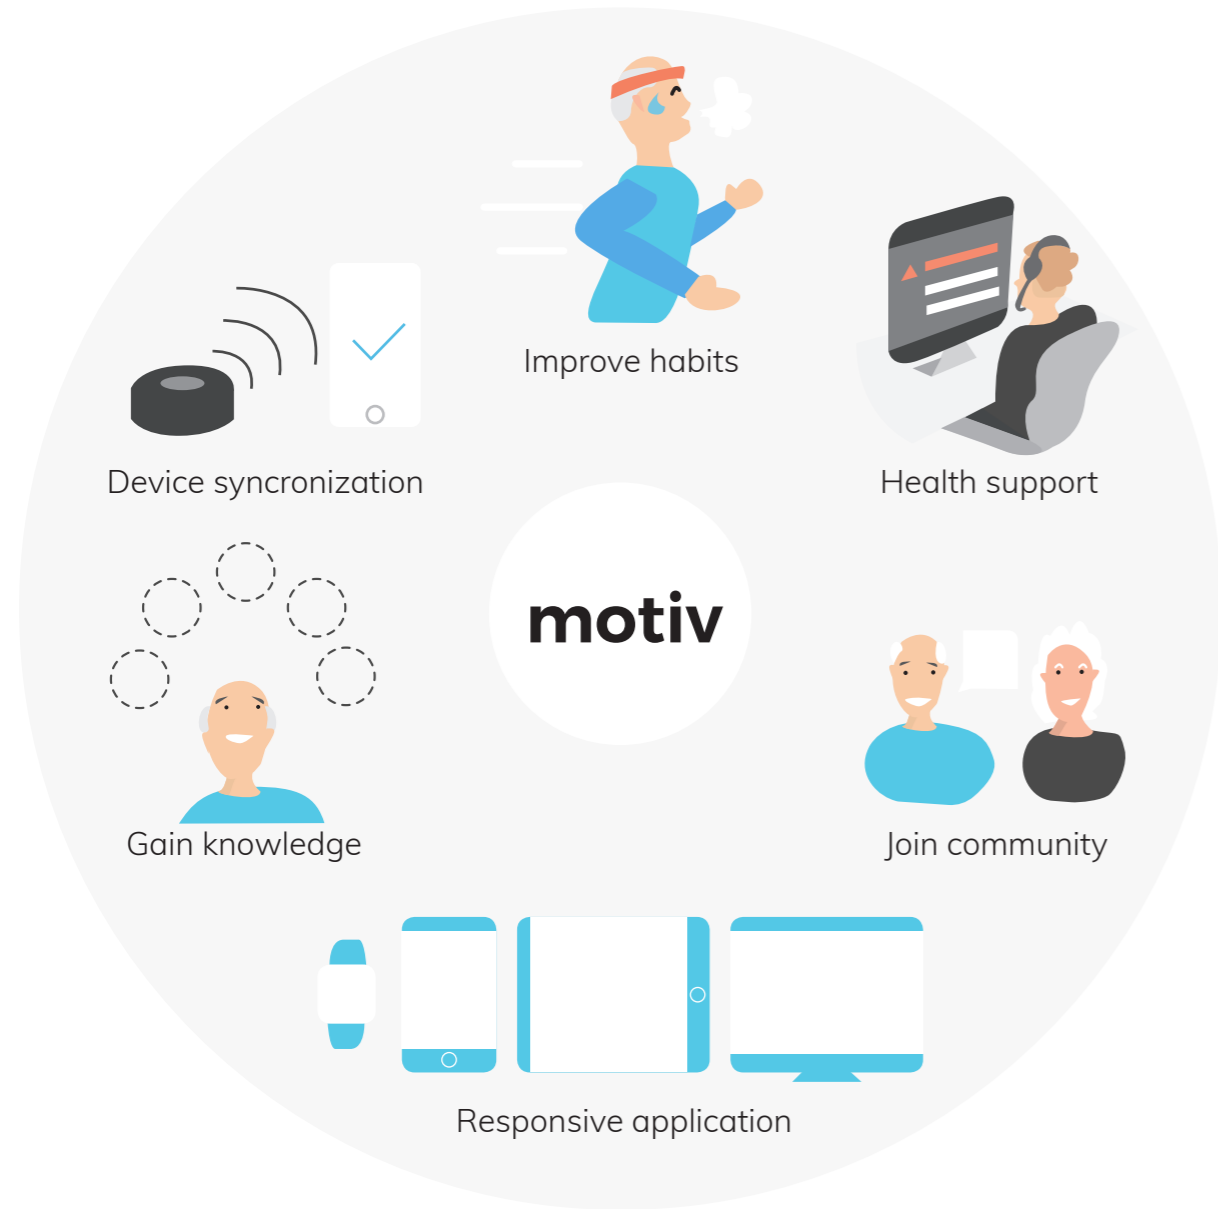 Improve habits
Device syncronization
Health support
motiv
Gain knowledge
Join community
Responsive application